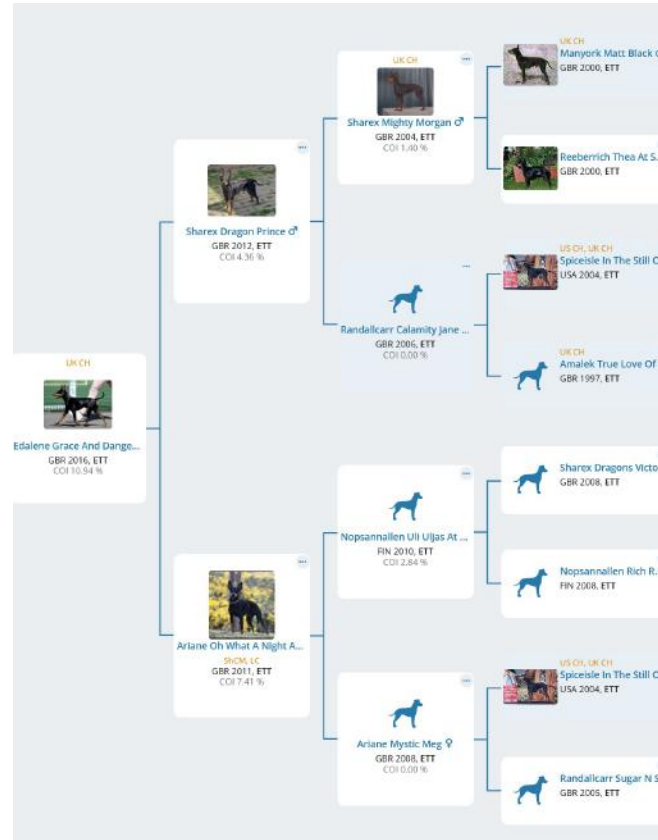 UK CH
Edalene Grace And Dange...
GBR 2016, ETT
COI 10.94 %
Sharex Dragon Prince ♂
GBR 2012, ETT
COI 4.36 %
Ariane Oh What A Night A...
ShCM, LC
GBR 2011, ETT
COI 7.41 %
UK CH
Sharex Mighty Morgan ♂
GBR 2004, ETT
COI 1.40 %
Randallcarr Calamity Jane ...
GBR 2006, ETT
COI 0.00 %
Nopsannallen Uli Uljas At ...
FIN 2010, ETT
COI 2.84 %
Ariane Mystic Meg ♀
GBR 2008, ETT
COI 0.00 %
UK CH
Manyork Matt Black
GBR 2000, ETT
Reeberrich Thea At S..
GBR 2000, ETT
US CH, UK CH
Spiceisle In The Still O
USA 2004, ETT
UK CH
Amalek True Love Of
GBR 1997, ETT
Sharex Dragons Victo
GBR 2008, ETT
Nopsannallen Rich R..
FIN 2008, ETT
US CH, UK CH
Spiceisle In The Still O
USA 2004, ETT
Randallcarr Sugar N S
GBR 2005, ETT